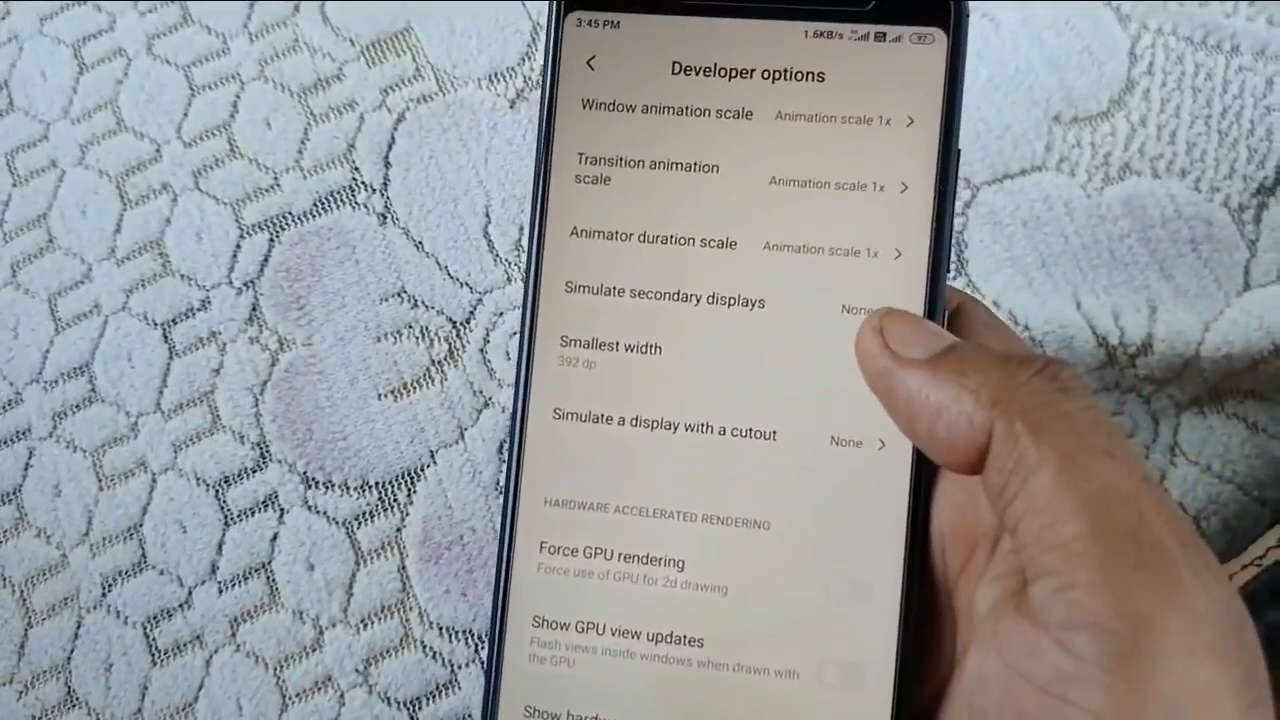 3:45 PM
1.6KB/s
97
Developer options
Window animation scale
Animation scale 1x
Transition animation
scale
Animation scale 1x
Animator duration scale
Animation scale 1x
Simulate secondary displays
None
Smallest width
392 dp
Simulate a display with a cutout
None
HARDWARE ACCELERATED RENDERING
Force GPU rendering
Force use of GPU for 2d drawing
Show GPU view updates
Flash views inside windows when drawn with
the GPU
Show